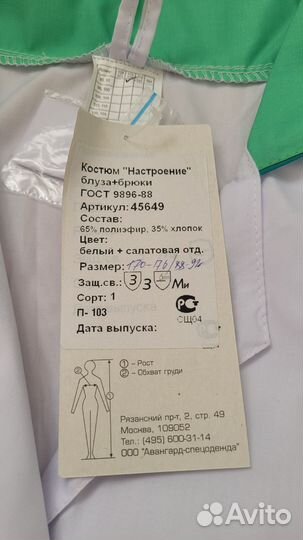 Костюм "Настроение"
блуза+брюки
ГОСТ 9896-88
Артикул: 45649
Состав:
65% полиэфир, 35% хлопок
Цвет:
белый + салатовая отд.
Размер: 170-76/88-92
Защ.св.: З З Ми
Сорт: 1
П- 103
СЩ04
Дата выпуска:
1 - Рост
2 - Обхват груди
Рязанский пр-т, 2, стр. 49
Москва, 109052
Тел.: (495) 600-31-14
ООО "Авангард-спецодежда"
Avito